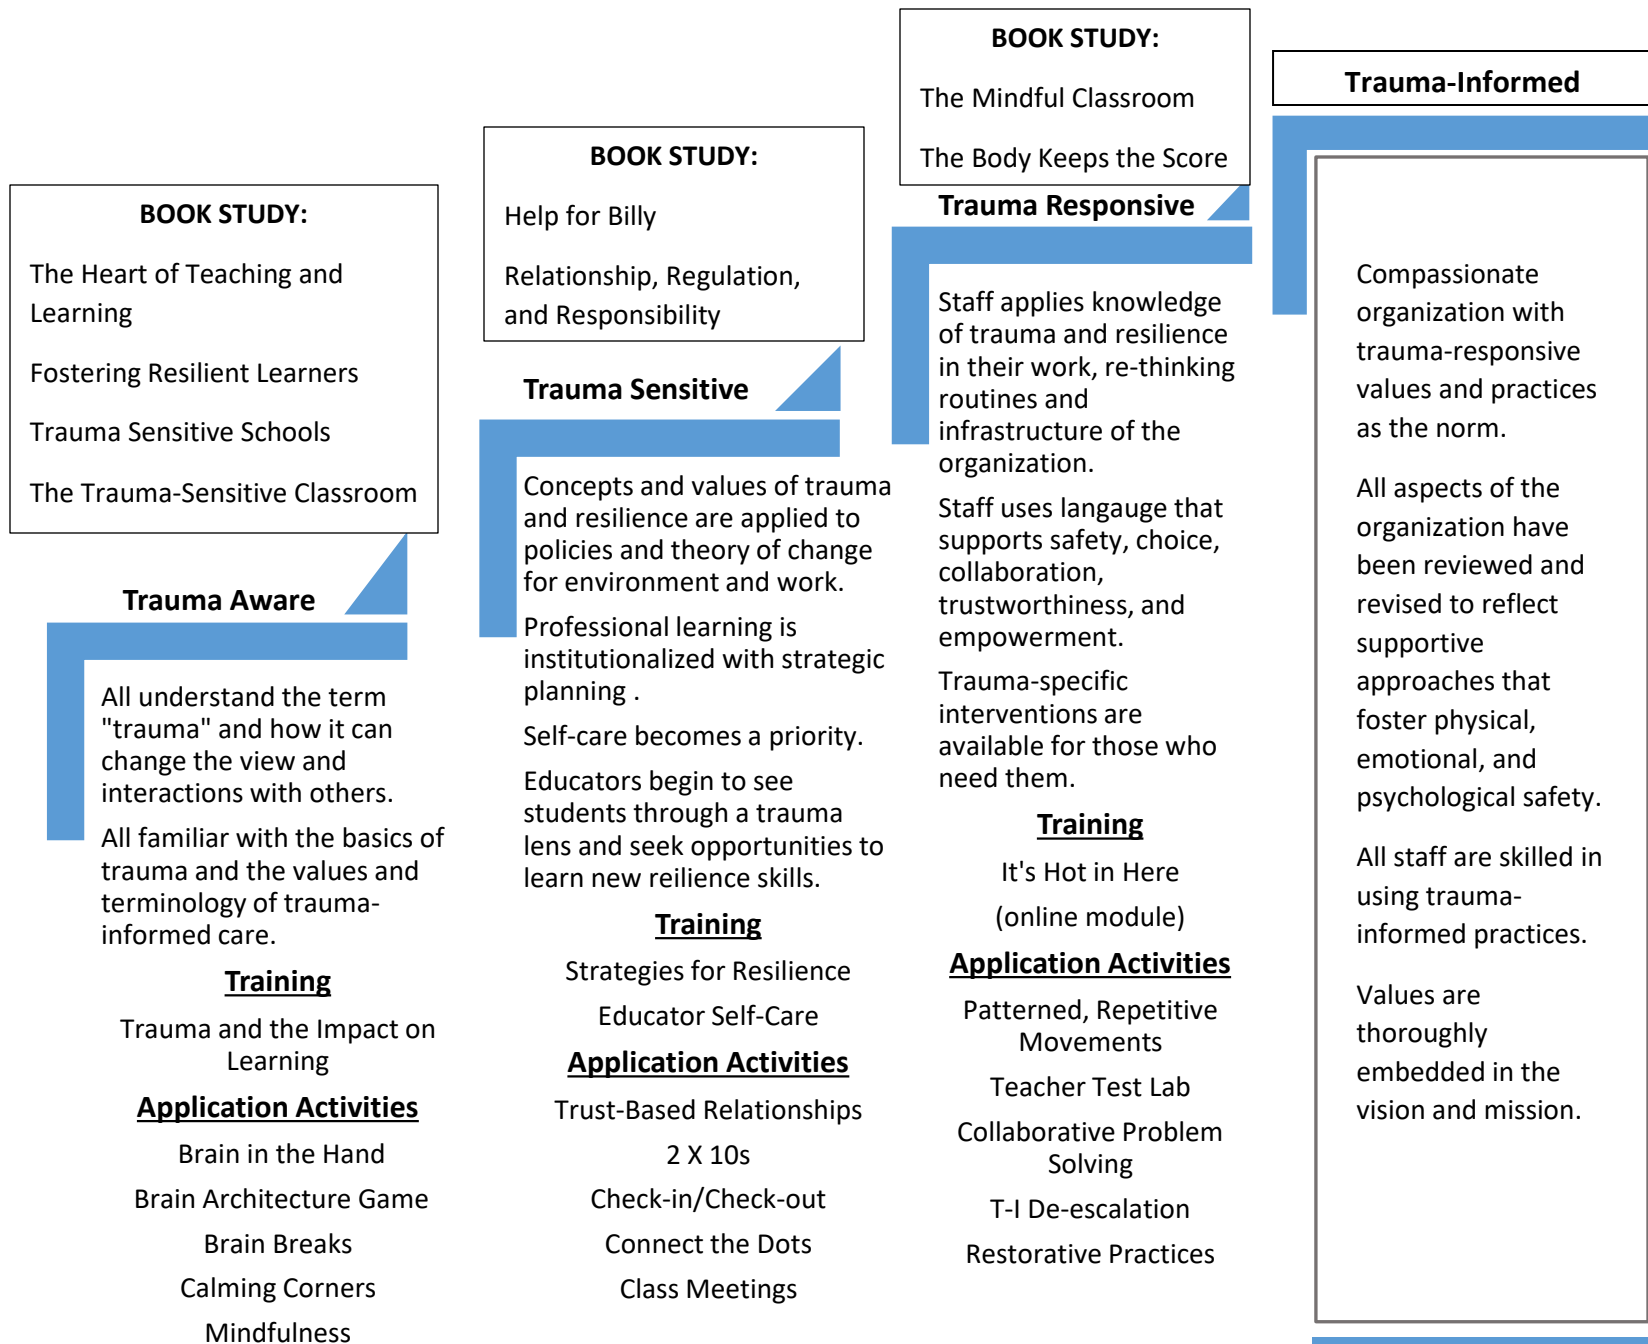 BOOK STUDY:
The Heart of Teaching and
Learning
Fostering Resilient Learners
Trauma Sensitive Schools
The Trauma-Sensitive Classroom
Trauma Aware
All understand the term
"trauma" and how it can
change the view and
interactions with others.
All familiar with the basics of
trauma and the values and
terminology of trauma-
informed care.
Training
Trauma and the Impact on
Learning
Application Activities
Brain in the Hand
Brain Architecture Game
Brain Breaks
Calming Corners
Mindfulness
BOOK STUDY:
Help for Billy
Relationship, Regulation,
and Responsibility
Trauma Sensitive
Concepts and values of trauma
and resilience are applied to
policies and theory of change
for environment and work.
Professional learning is
institutionalized with strategic
planning .
Self-care becomes a priority.
Educators begin to see
students through a trauma
lens and seek opportunities to
learn new reilience skills.
Training
Strategies for Resilience
Educator Self-Care
Application Activities
Trust-Based Relationships
2 X 10s
Check-in/Check-out
Connect the Dots
Class Meetings
BOOK STUDY:
The Mindful Classroom
The Body Keeps the Score
Trauma Responsive
Staff applies knowledge
of trauma and resilience
in their work, re-thinking
routines and
infrastructure of the
organization.
Staff uses langauge that
supports safety, choice,
collaboration,
trustworthiness, and
empowerment.
Trauma-specific
interventions are
available for those who
need them.
Training
It's Hot in Here
(online module)
Application Activities
Patterned, Repetitive
Movements
Teacher Test Lab
Collaborative Problem
Solving
T-I De-escalation
Restorative Practices
Trauma-Informed
Compassionate
organization with
trauma-responsive
values and practices
as the norm.
All aspects of the
organization have
been reviewed and
revised to reflect
supportive
approaches that
foster physical,
emotional, and
psychological safety.
All staff are skilled in
using trauma-
informed practices.
Values are
thoroughly
embedded in the
vision and mission.